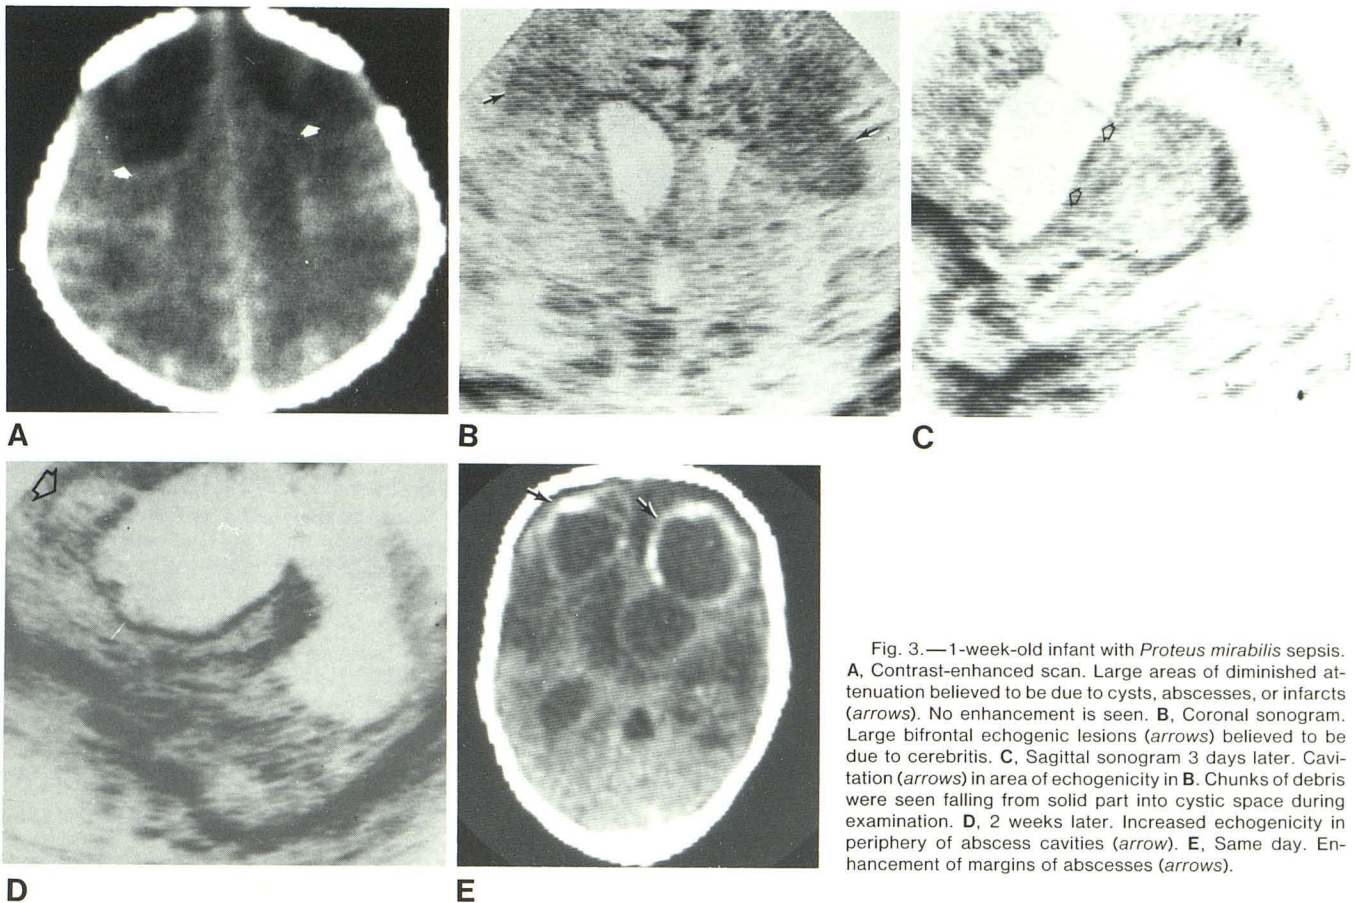 A
B
C
D
E
Fig. 3.—1-week-old infant with Proteus mirabilis sepsis.
A, Contrast-enhanced scan. Large areas of diminished at-
tenuation believed to be due to cysts, abscesses, or infarcts
(arrows). No enhancement is seen. B, Coronal sonogram.
Large bifrontal echogenic lesions (arrows) believed to be
due to cerebritis. C, Sagittal sonogram 3 days later. Cavi-
tation (arrows) in area of echogenicity in B. Chunks of debris
were seen falling from solid part into cystic space during
examination. D, 2 weeks later. Increased echogenicity in
periphery of abscess cavities (arrow). E, Same day. En-
hancement of margins of abscesses (arrows).